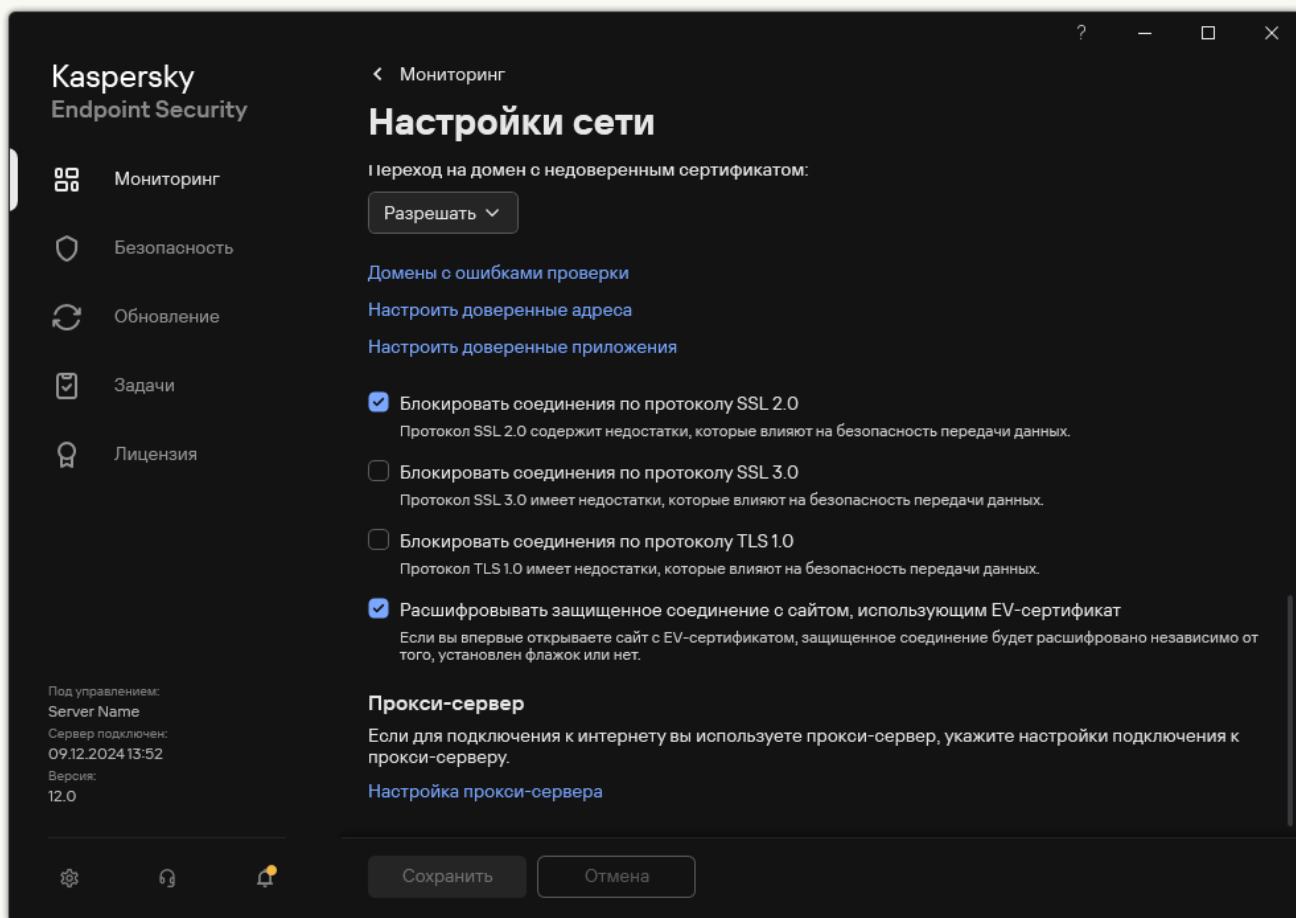 ?
Kaspersky
Endpoint Security
Мониторинг
Безопасность
Обновление
Задачи
Лицензия
Под управлением:
Server Name
Сервер подключен:
09.12.2024 13:52
Версия:
12.0
Мониторинг
Настройки сети
Переход на домен с недоверенным сертификатом:
Разрешать
Домены с ошибками проверки
Настроить доверенные адреса
Настроить доверенные приложения
Блокировать соединения по протоколу SSL 2.0
Протокол SSL 2.0 содержит недостатки, которые влияют на безопасность передачи данных.
Блокировать соединения по протоколу SSL 3.0
Протокол SSL 3.0 имеет недостатки, которые влияют на безопасность передачи данных.
Блокировать соединения по протоколу TLS 1.0
Протокол TLS 1.0 имеет недостатки, которые влияют на безопасность передачи данных.
Расшифровывать защищенное соединение с сайтом, использующим EV-сертификат
Если вы впервые открываете сайт с EV-сертификатом, защищенное соединение будет расшифровано независимо от
того, установлен флажок или нет.
Прокси-сервер
Если для подключения к интернету вы используете прокси-сервер, укажите настройки подключения к
прокси-серверу.
Настройка прокси-сервера
Сохранить
Отмена